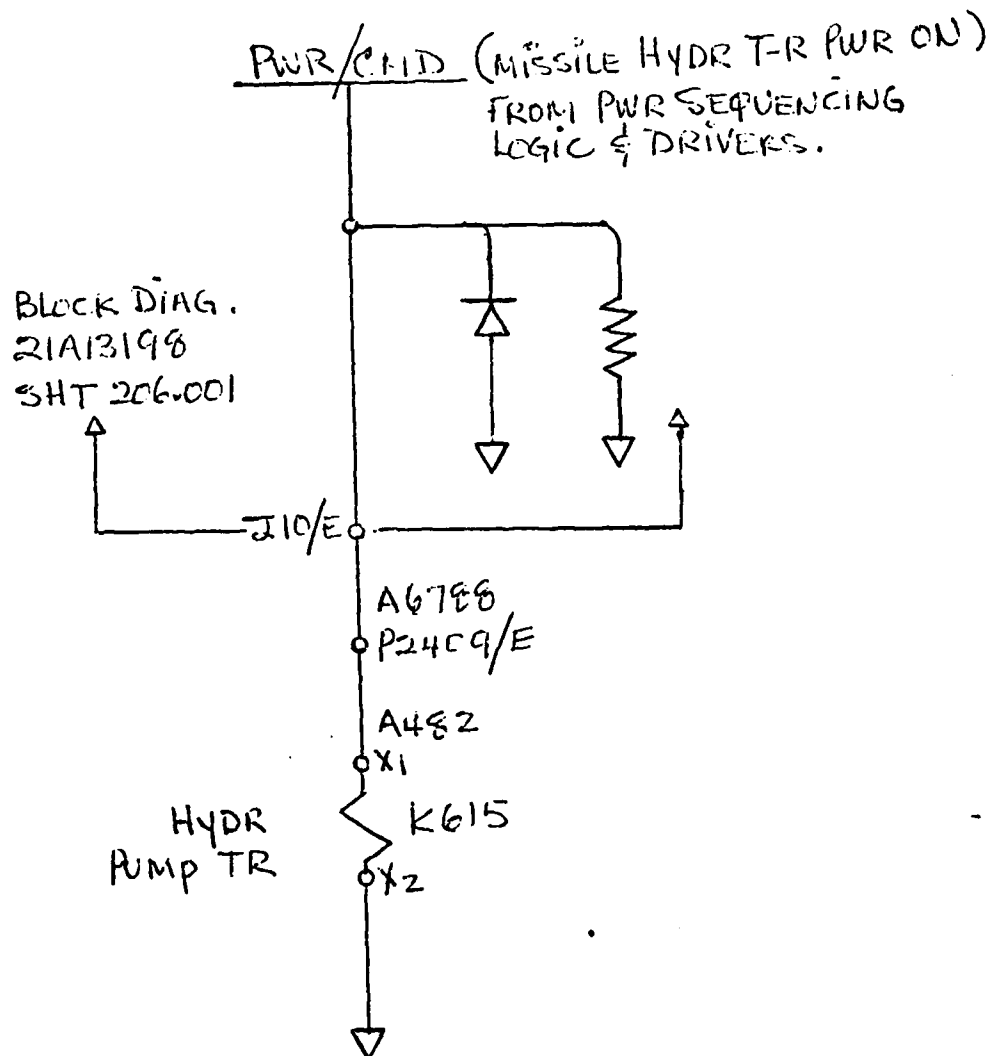 PWR/CMD (MISSILE HYDR T-R PWR ON)
FROM PWR SEQUENCING
LOGIC & DRIVERS.
BLOCK DIAG.
21A13198
SHT 206.001
J10/E
A6788
P2409/E
A482
X1
HYDR
PUMP TR
K615
X2